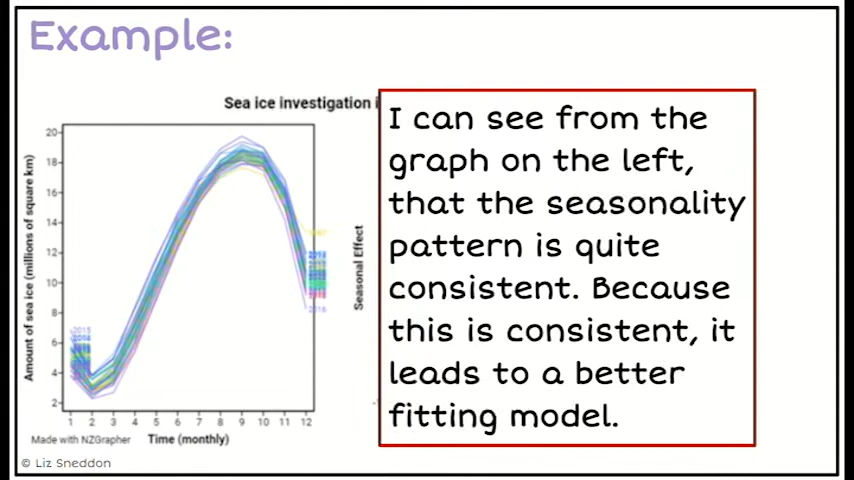 Example:
Sea ice investigation i
I can see from the
graph on the left,
that the seasonality
pattern is quite
consistent. Because
this is consistent, it
leads to a better
fitting model.
Amount of sea ice (millions of square km)
20
18
16
14
12
10
8
6
4
2
2015
2016
1 2 3 4 5 6 7 8 9 10 11 12
Seasonal Effect
Made with NZGrapher
Time (monthly)
© Liz Sneddon